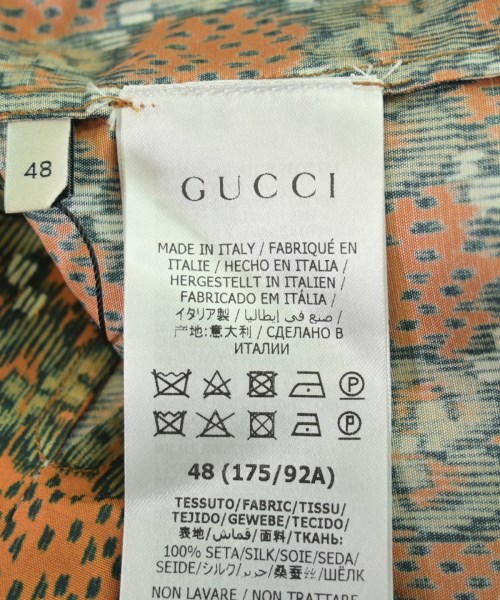 48
GUCCI
MADE IN ITALY / FABRIQUÉ EN
ITALIE / HECHO EN ITALIA /
HERGESTELLT IN ITALIEN /
FABRICADO EM ITÁLIA /
イタリア製 / صنع في إيطاليا /
产地:意大利 / СДЕЛАНО В
ИТАЛИИ
P
P
48 (175/92A)
TESSUTO/FABRIC/TISSU/
TEJIDO/GEWEBE/TECIDO/
表地/قماش/面料/ТКАНЬ:
100% SETA/SILK/SOIE/SEDA/
SEIDE/シルク/حرير/桑蚕丝/ШЁЛК
NON LAVARE / NON TRATTARE